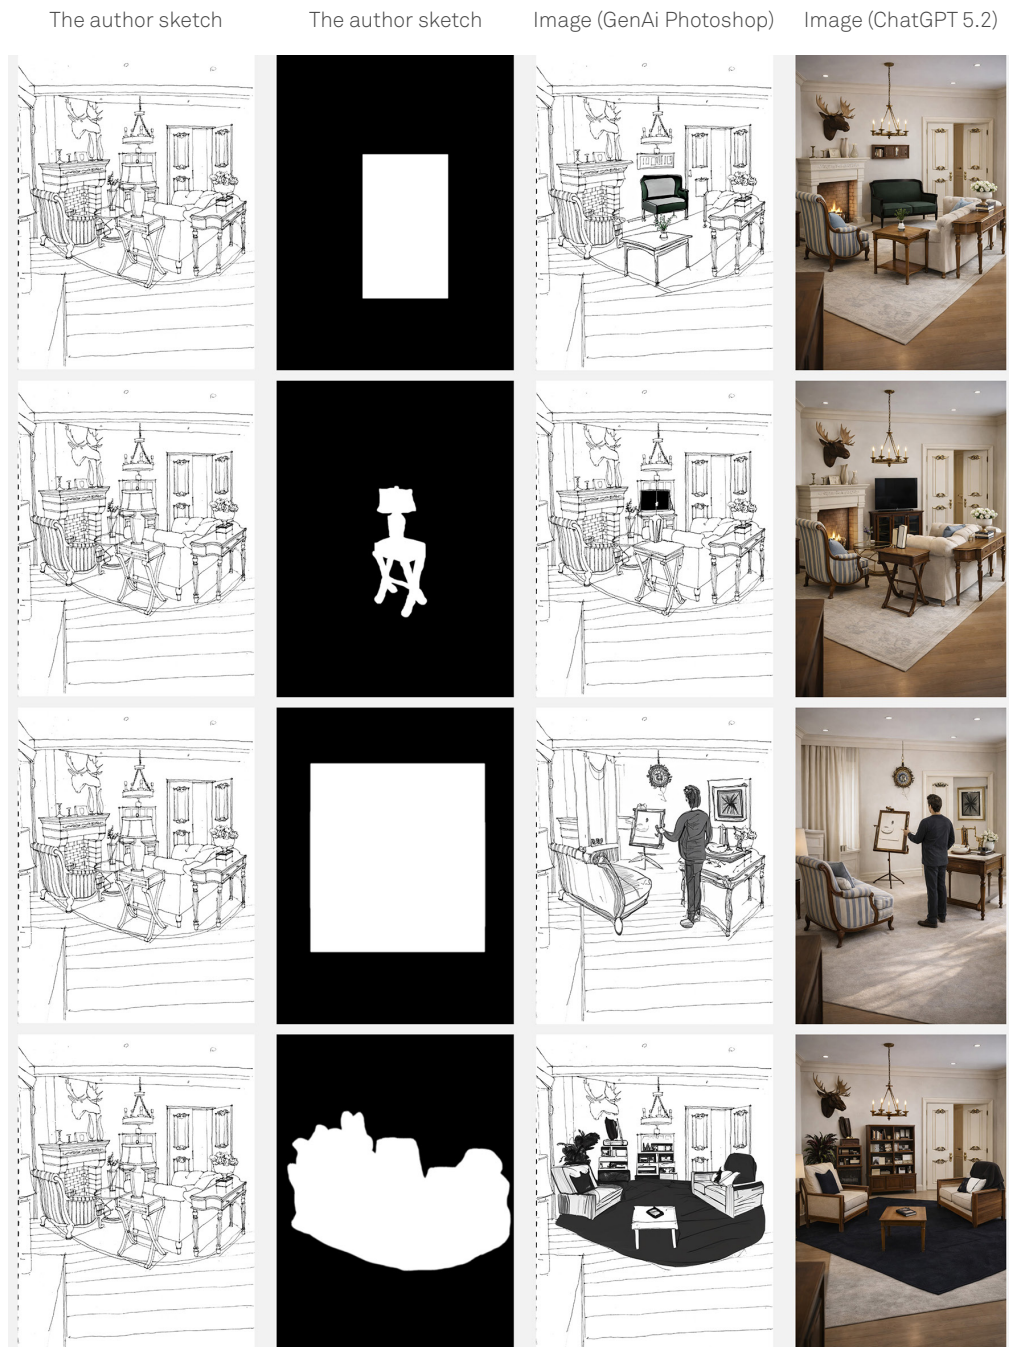 The author sketch
The author sketch
Image (GenAi Photoshop)
Image (ChatGPT 5.2)